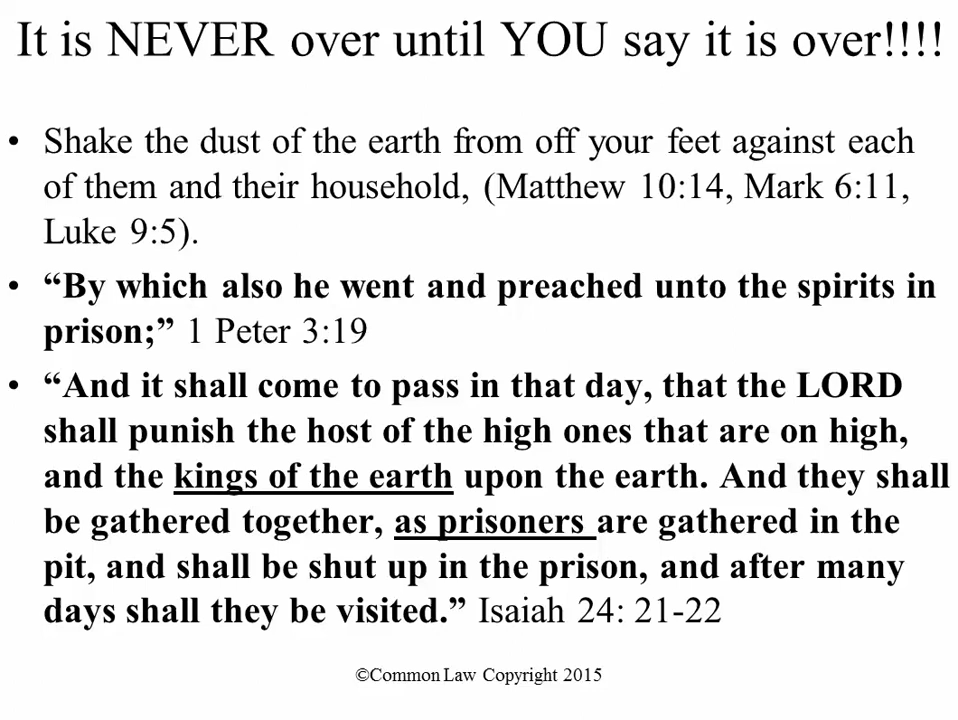 It is NEVER over until YOU say it is over!!!!
• Shake the dust of the earth from off your feet against each
of them and their household, (Matthew 10:14, Mark 6:11,
Luke 9:5).
• “By which also he went and preached unto the spirits in
prison;” 1 Peter 3:19
• “And it shall come to pass in that day, that the LORD
shall punish the host of the high ones that are on high,
and the kings of the earth upon the earth. And they shall
be gathered together, as prisoners are gathered in the
pit, and shall be shut up in the prison, and after many
days shall they be visited.” Isaiah 24: 21-22
©Common Law Copyright 2015